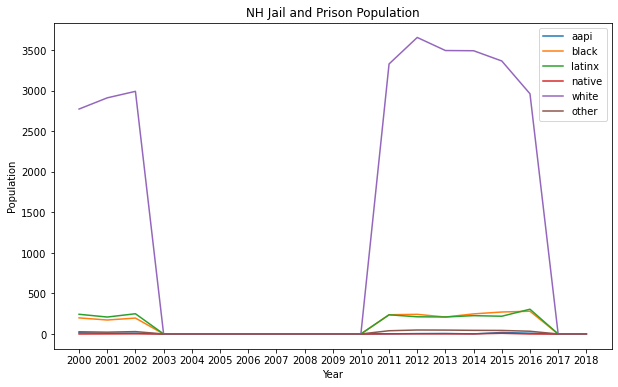 NH Jail and Prison Population
aapi
black
latinx
native
white
other
Population
3500
3000
2500
2000
1500
1000
500
0
2000 2001 2002 2003 2004 2005 2006 2007 2008 2009 2010 2011 2012 2013 2014 2015 2016 2017 2018
Year